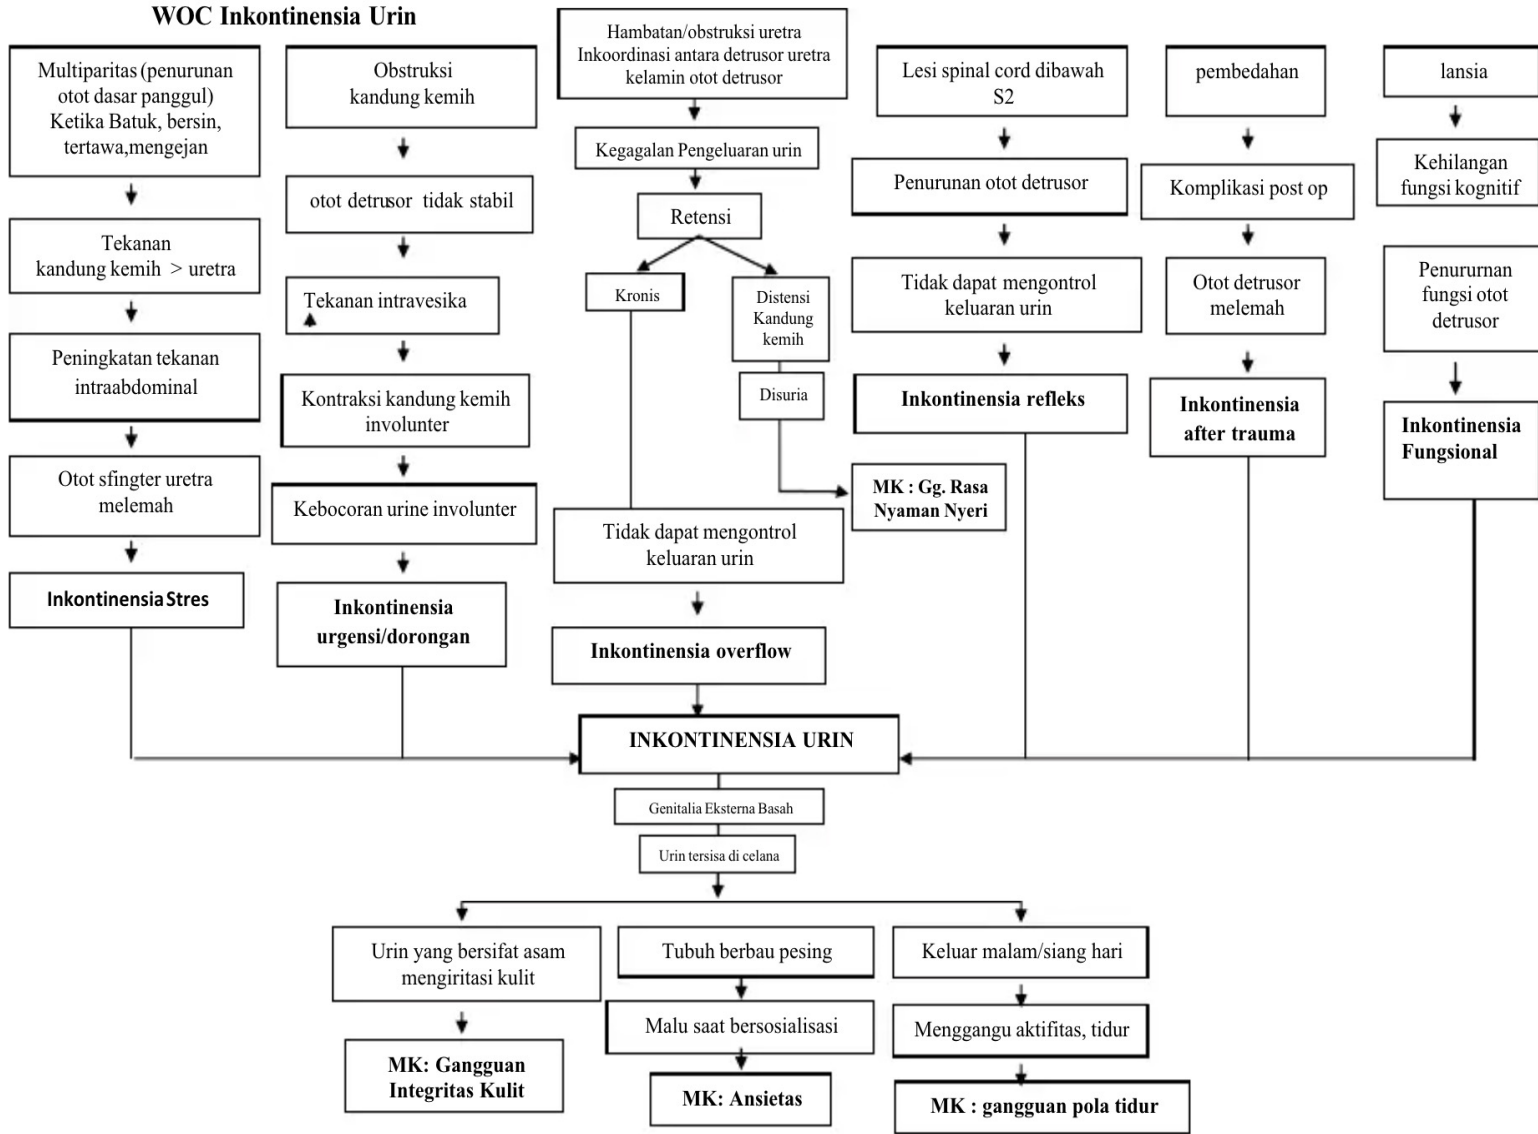 WOC Inkontinensia Urin
Multiparitas (penurunan
otot dasar panggul)
Ketika Batuk, bersin,
tertawa,mengejan
Tekanan
kandung kemih > uretra
Peningkatan tekanan
intraabdominal
Otot sfingter uretra
melemah
Inkontinensia Stres
Obstruksi
kandung kemih
otot detrusor tidak stabil
Tekanan intravesika
Kontraksi kandung kemih
involunter
Kebocoran urine involunter
Inkontinensia
urgensi/dorongan
Hambatan/obstruksi uretra
Inkoordinasi antara detrusor uretra
kelamin otot detrusor
Kegagalan Pengeluaran urin
Retensi
Kronis
Distensi
Kandung
kemih
Disuria
MK : Gg. Rasa
Nyaman Nyeri
Tidak dapat mengontrol
keluaran urin
Inkontinensia overflow
Lesi spinal cord dibawah
S2
Penurunan otot detrusor
Tidak dapat mengontrol
keluaran urin
Inkontinensia refleks
pembedahan
Komplikasi post op
Otot detrusor
melemah
Inkontinensia
after trauma
lansia
Kehilangan
fungsi kognitif
Penururnan
fungsi otot
detrusor
Inkontinensia
Fungsional
INKONTINENSIA URIN
Genitalia Eksterna Basah
Urin tersisa di celana
Urin yang bersifat asam
mengiritasi kulit
MK: Gangguan
Integritas Kulit
Tubuh berbau pesing
Malu saat bersosialisasi
MK: Ansietas
Keluar malam/siang hari
Menggangu aktifitas, tidur
MK : gangguan pola tidur